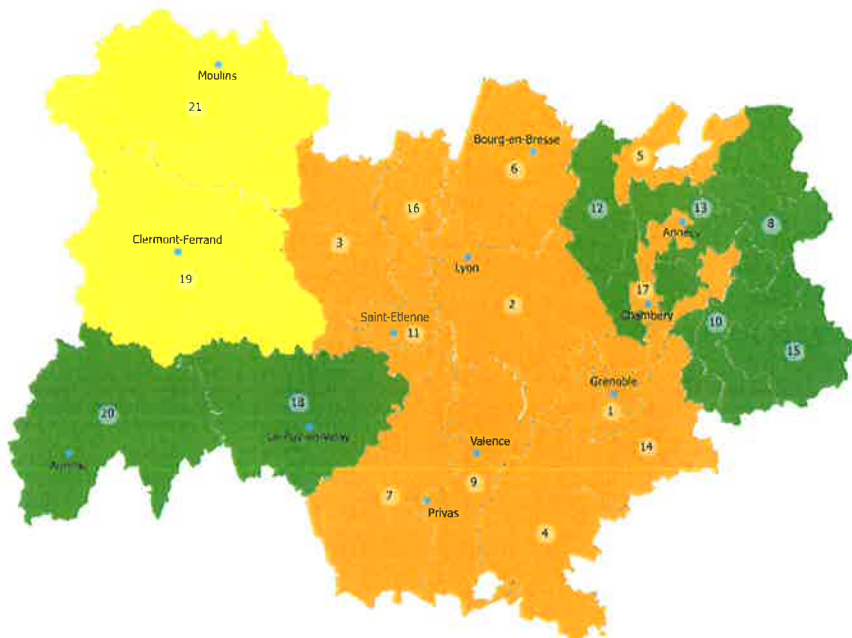 Moulins
21
Bourg-en-Bresse
6
5
16
12
13
Annecy
8
3
Clermont-Ferrand
19
Lyon
2
17
Chambéry
10
15
Saint-Etienne
11
Grenoble
1
18
20
Le-Puy-en-Velay
Aurillac
Valence
14
9
7
Privas
4